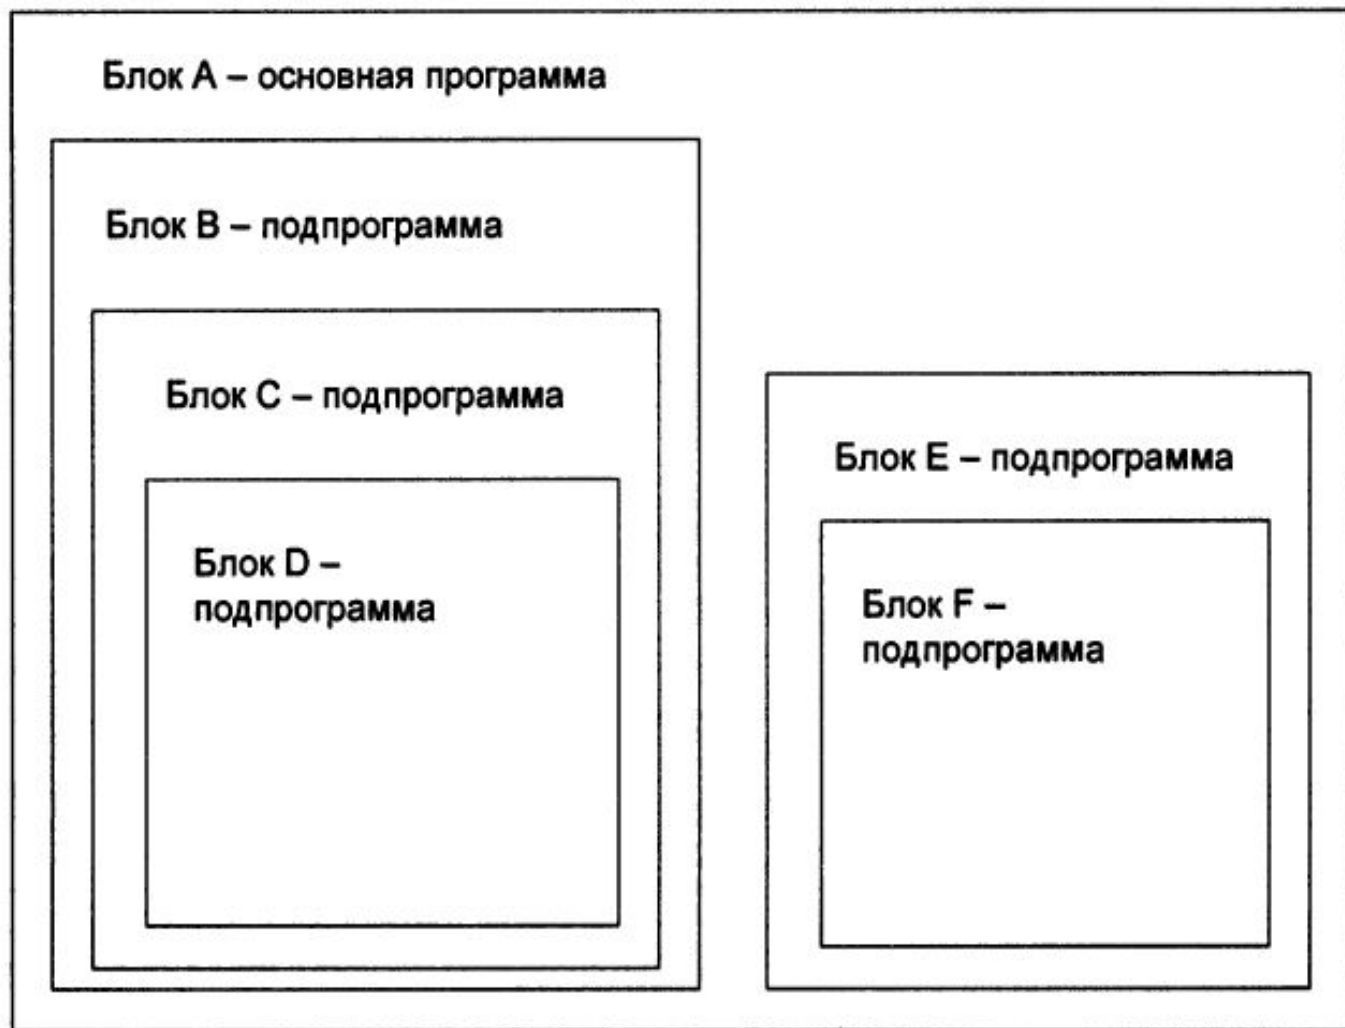 Блок A – основная программа
Блок B – подпрограмма
Блок C – подпрограмма
Блок D –
подпрограмма
Блок E – подпрограмма
Блок F –
подпрограмма